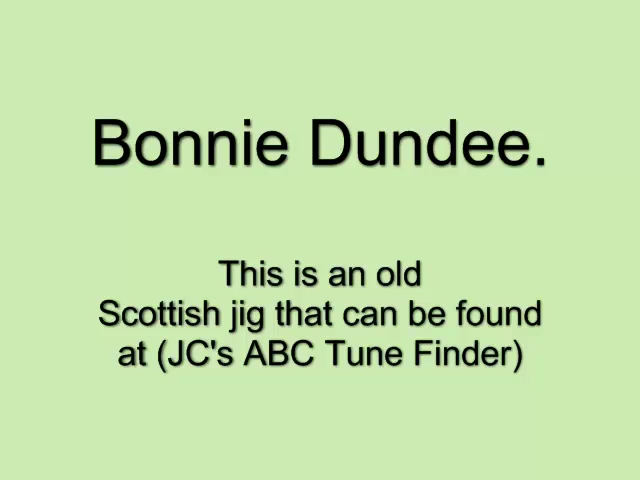 Bonnie Dundee.
This is an old
Scottish jig that can be found
at (JC's ABC Tune Finder)